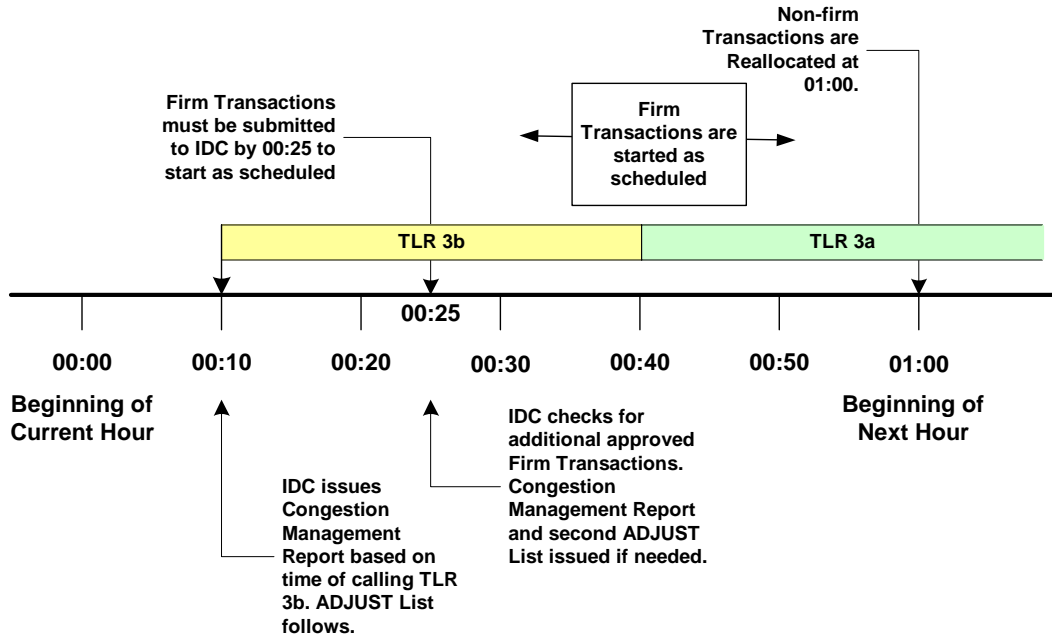 Non-firm
Transactions are
Reallocated at
01:00.
Firm Transactions
must be submitted
to IDC by 00:25 to
start as scheduled
Firm
Transactions are
started as
scheduled
TLR 3b
TLR 3a
00:25
00:00
00:10
00:20
00:30
00:40
00:50
01:00
Beginning of
Current Hour
Beginning of
Next Hour
IDC checks for
additional approved
Firm Transactions.
Congestion
Management Report
and second ADJUST
List issued if needed.
IDC issues
Congestion
Management
Report based on
time of calling TLR
3b. ADJUST List
follows.